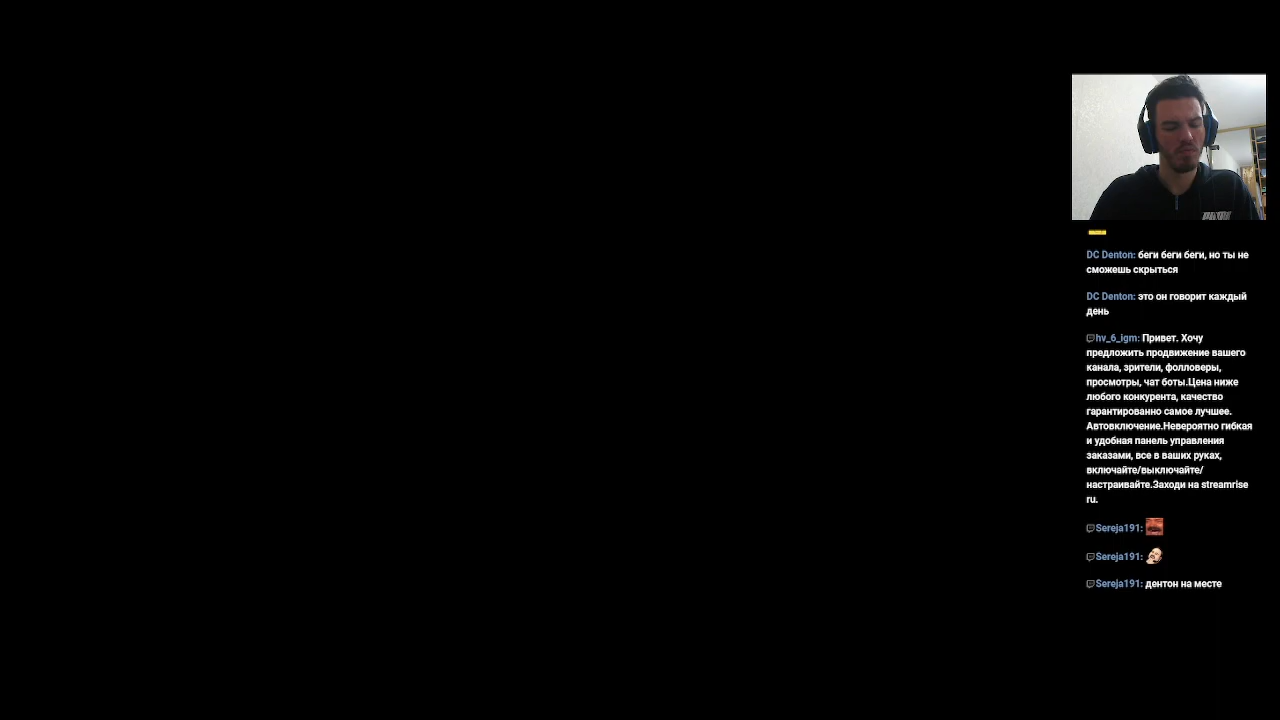 DC Denton: беги беги беги, но ты не
сможешь скрыться
DC Denton: это он говорит каждый
день
hv_6_igm: Привет. Хочу
предложить продвижение вашего
канала, зрители, фолловеры,
просмотры, чат боты.Цена ниже
любого конкурента, качество
гарантированно самое лучшее.
Автовключение.Невероятно гибкая
и удобная панель управления
заказами, все в ваших руках,
включайте/выключайте/
настраивайте.Заходи на streamrise
ru.
Sereja191:
Sereja191:
Sereja191: дентон на месте